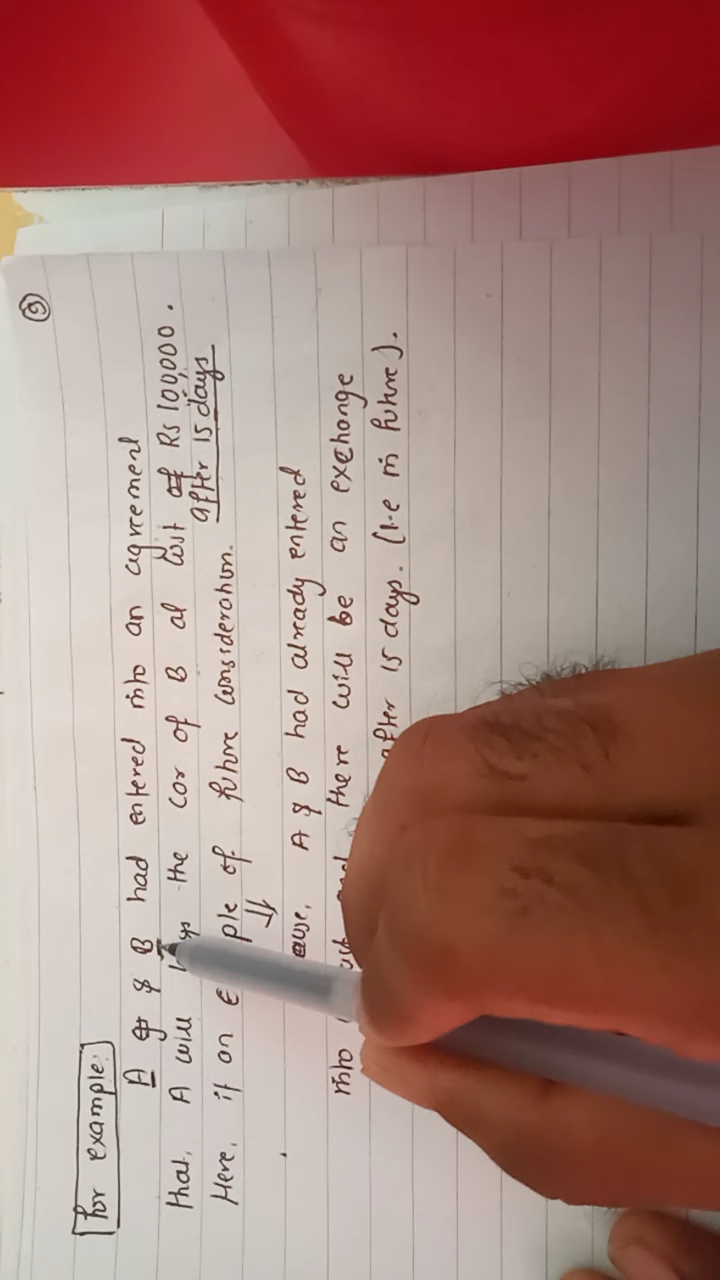 ③
for example:
A & B had entered into an agreement
that, A will the car of B at cost of Rs 100,000.
after 15 days
Here, it an ple of future consideration.
⇓
A & B had already entered
into there will be an exchange
after 15 days. (i.e in future).